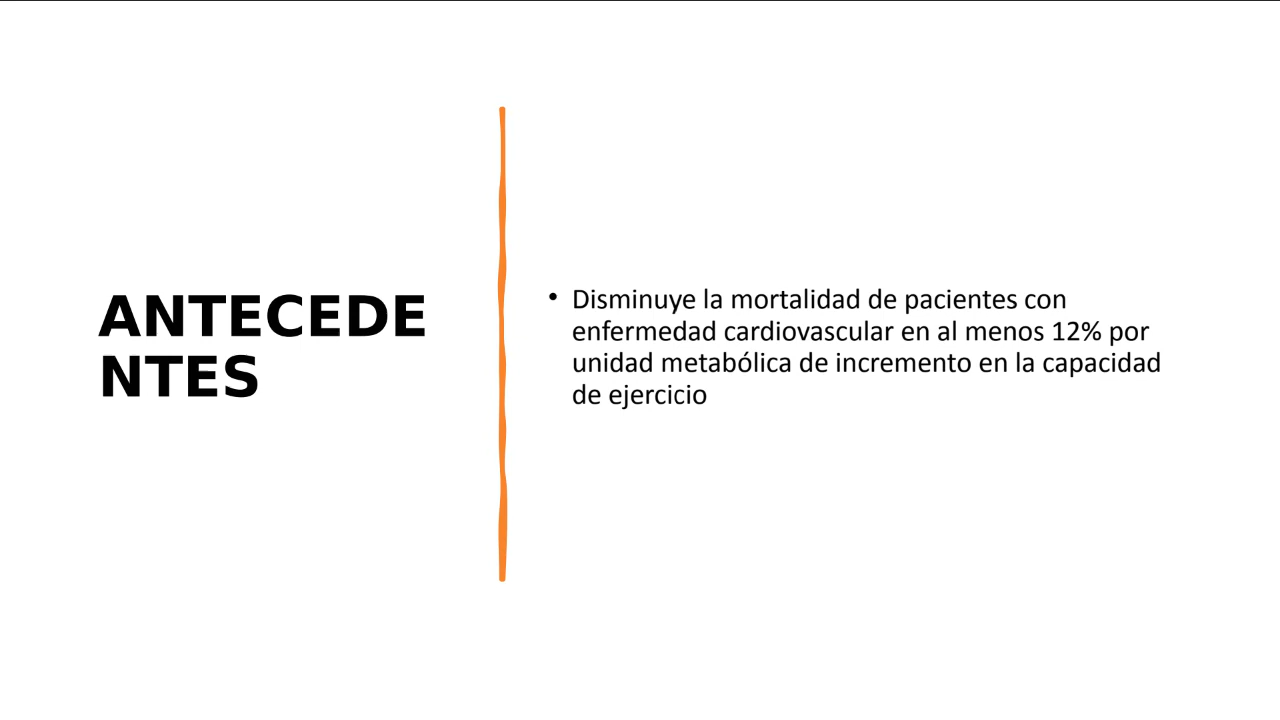 ANTECEDE
NTES
• Disminuye la mortalidad de pacientes con
enfermedad cardiovascular en al menos 12% por
unidad metabólica de incremento en la capacidad
de ejercicio